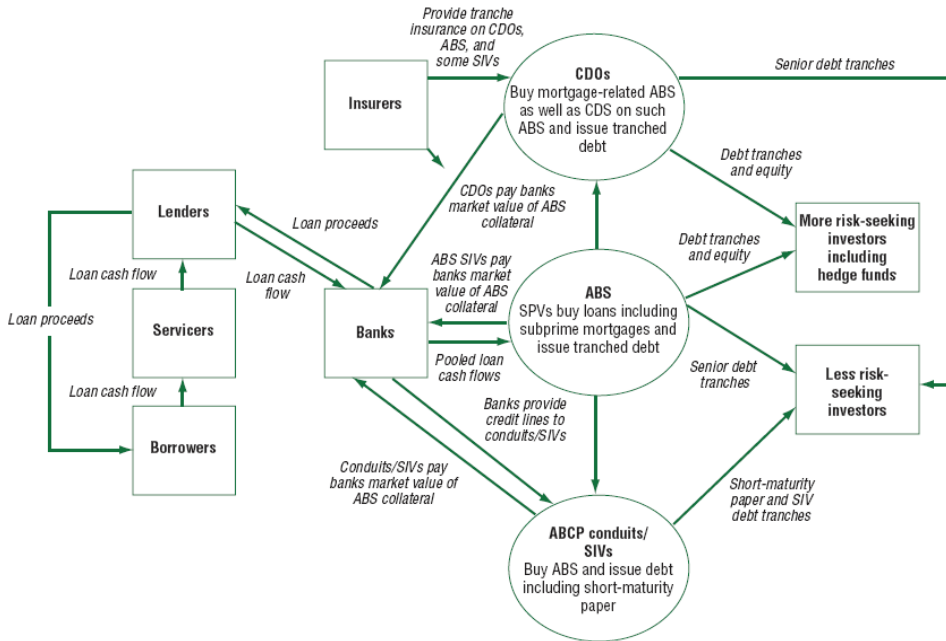 Provide tranche
insurance on CDOs,
ABS, and
some SIVs
Insurers
CDOs
Buy mortgage-related ABS
as well as CDS on such
ABS and issue tranched
debt
Senior debt tranches
Debt tranches
and equity
CDOs pay banks
market value of ABS
collateral
Lenders
Loan proceeds
Loan cash flow
Loan cash
flow
ABS SIVs pay
banks market
value of ABS
collateral
Debt tranches
and equity
More risk-seeking
investors
including
hedge funds
Loan proceeds
Servicers
Banks
ABS
SPVs buy loans including
subprime mortgages and
issue tranched debt
Pooled loan
cash flows
Senior debt
tranches
Less risk-
seeking
investors
Loan cash flow
Borrowers
Banks provide
credit lines to
conduits/SIVs
Conduits/SIVs pay
banks market value of
ABS collateral
Short-maturity
paper and SIV
debt tranches
ABCP conduits/
SIVs
Buy ABS and issue debt
including short-maturity
paper